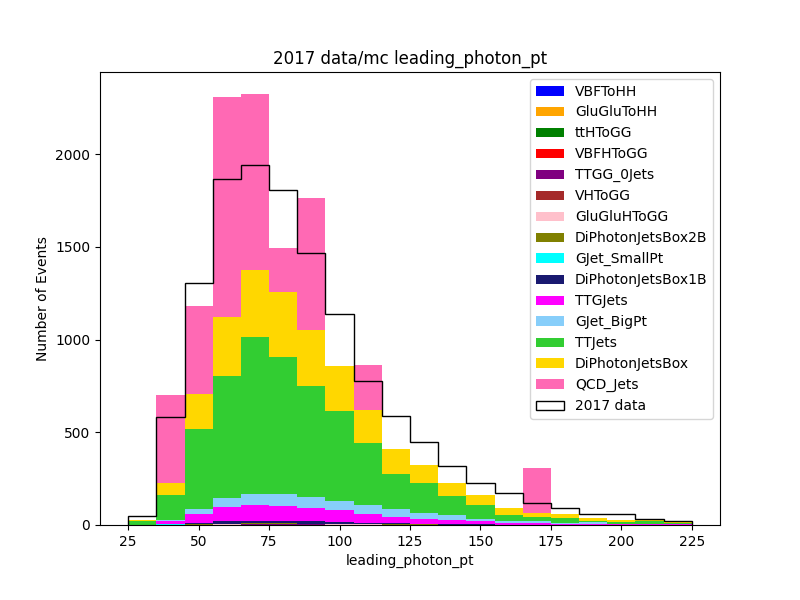 2017 data/mc leading_photon_pt
Number of Events
2000
1500
1000
500
0
25
50
75
100
125
150
175
200
225
leading_photon_pt
VBFToHH
GluGluToHH
ttHToGG
VBFHToGG
TTGG_0Jets
VHToGG
GluGluHToGG
DiPhotonJetsBox2B
GJet_SmallPt
DiPhotonJetsBox1B
TTGJets
GJet_BigPt
TTJets
DiPhotonJetsBox
QCD_Jets
2017 data